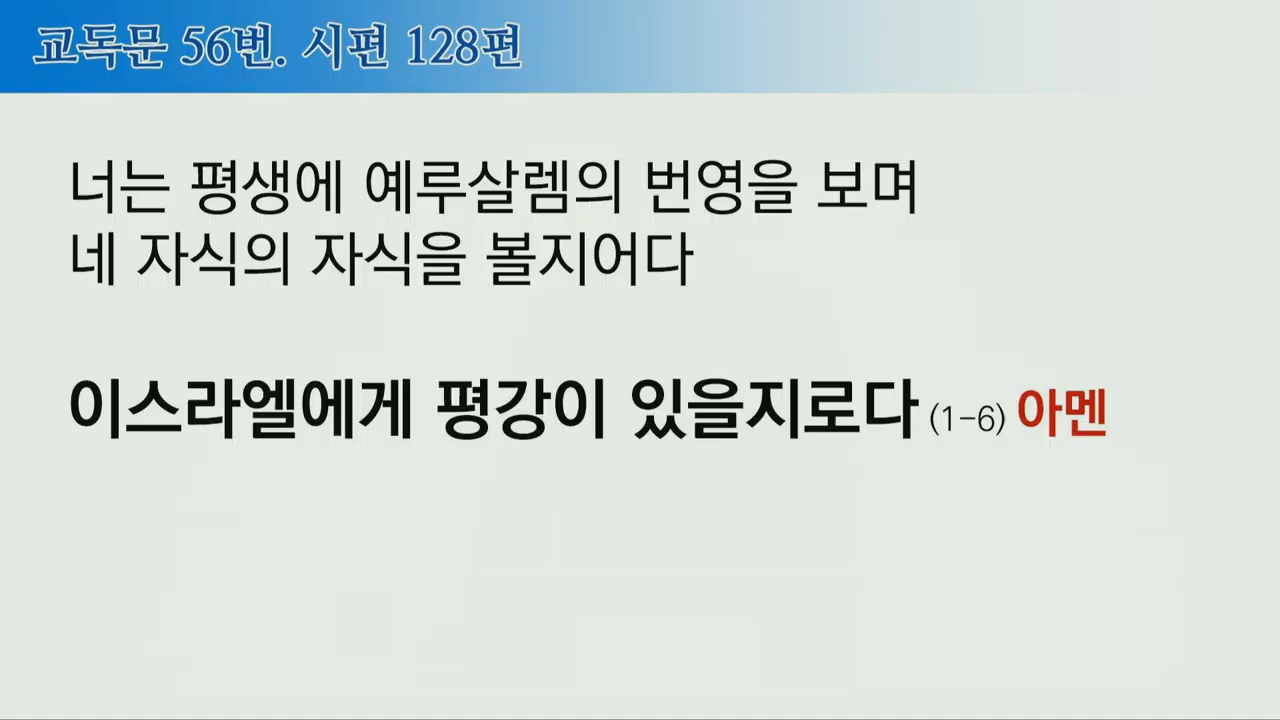 교독문 56번. 시편 128편
너는 평생에 예루살렘의 번영을 보며
네 자식의 자식을 볼지어다
이스라엘에게 평강이 있을지로다 (1-6) 아멘